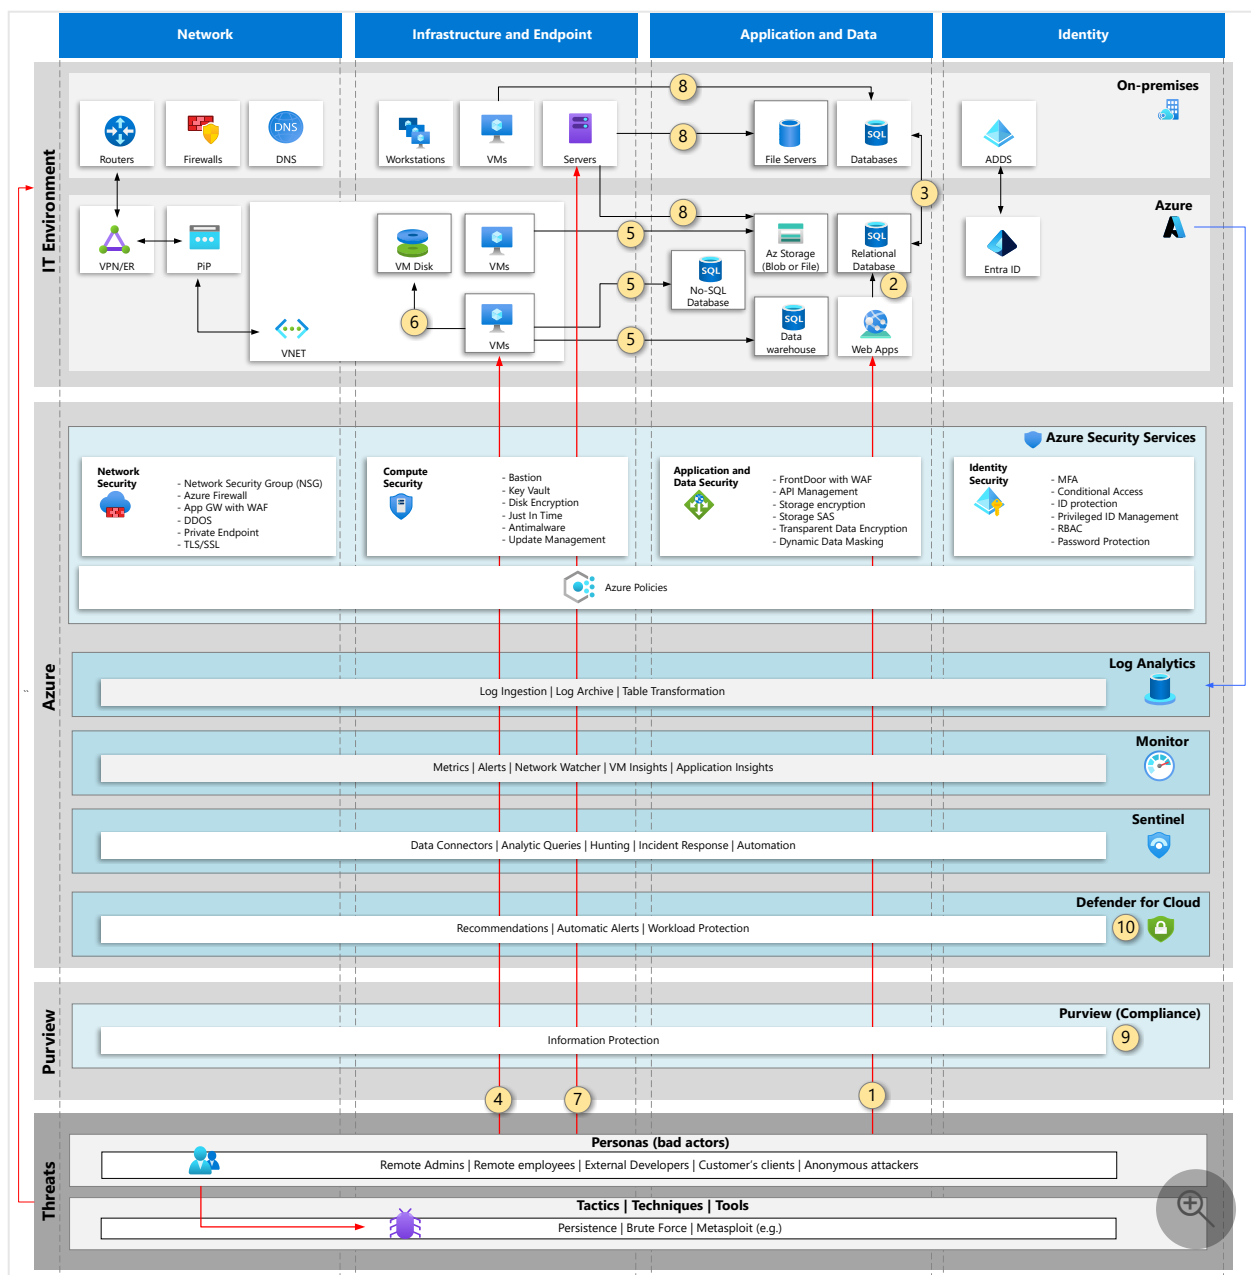 Network
Infrastructure and Endpoint
Application and Data
Identity
IT Environment
On-premises
8
8
Routers
Firewalls
DNS
DNS
Workstations
VMs
Servers
File Servers
SQL
Databases
ADDS
3
Azure
8
5
VPN/ER
PiP
VM Disk
VMs
Az Storage
(Blob or File)
SQL
Relational
Database
Entra ID
5
SQL
No-SQL
Database
2
6
VNET
VMs
5
SQL
Data
warehouse
Web Apps
Azure
Azure Security Services
Network
Security
- Network Security Group (NSG)
- Azure Firewall
- App GW with WAF
- DDOS
- Private Endpoint
- TLS/SSL
Compute
Security
- Bastion
- Key Vault
- Disk Encryption
- Just In Time
- Antimalware
- Update Management
Application and
Data Security
- FrontDoor with WAF
- API Management
- Storage encryption
- Storage SAS
- Transparent Data Encryption
- Dynamic Data Masking
Identity
Security
- MFA
- Conditional Access
- ID protection
- Privileged ID Management
- RBAC
- Password Protection
Azure Policies
Log Analytics
Log Ingestion | Log Archive | Table Transformation
Monitor
Metrics | Alerts | Network Watcher | VM Insights | Application Insights
Sentinel
Data Connectors | Analytic Queries | Hunting | Incident Response | Automation
Defender for Cloud
Recommendations | Automatic Alerts | Workload Protection
10
Purview
Purview (Compliance)
Information Protection
9
4
7
1
Threats
Personas (bad actors)
Remote Admins | Remote employees | External Developers | Customer's clients | Anonymous attackers
Tactics | Techniques | Tools
Persistence | Brute Force | Metasploit (e.g.)